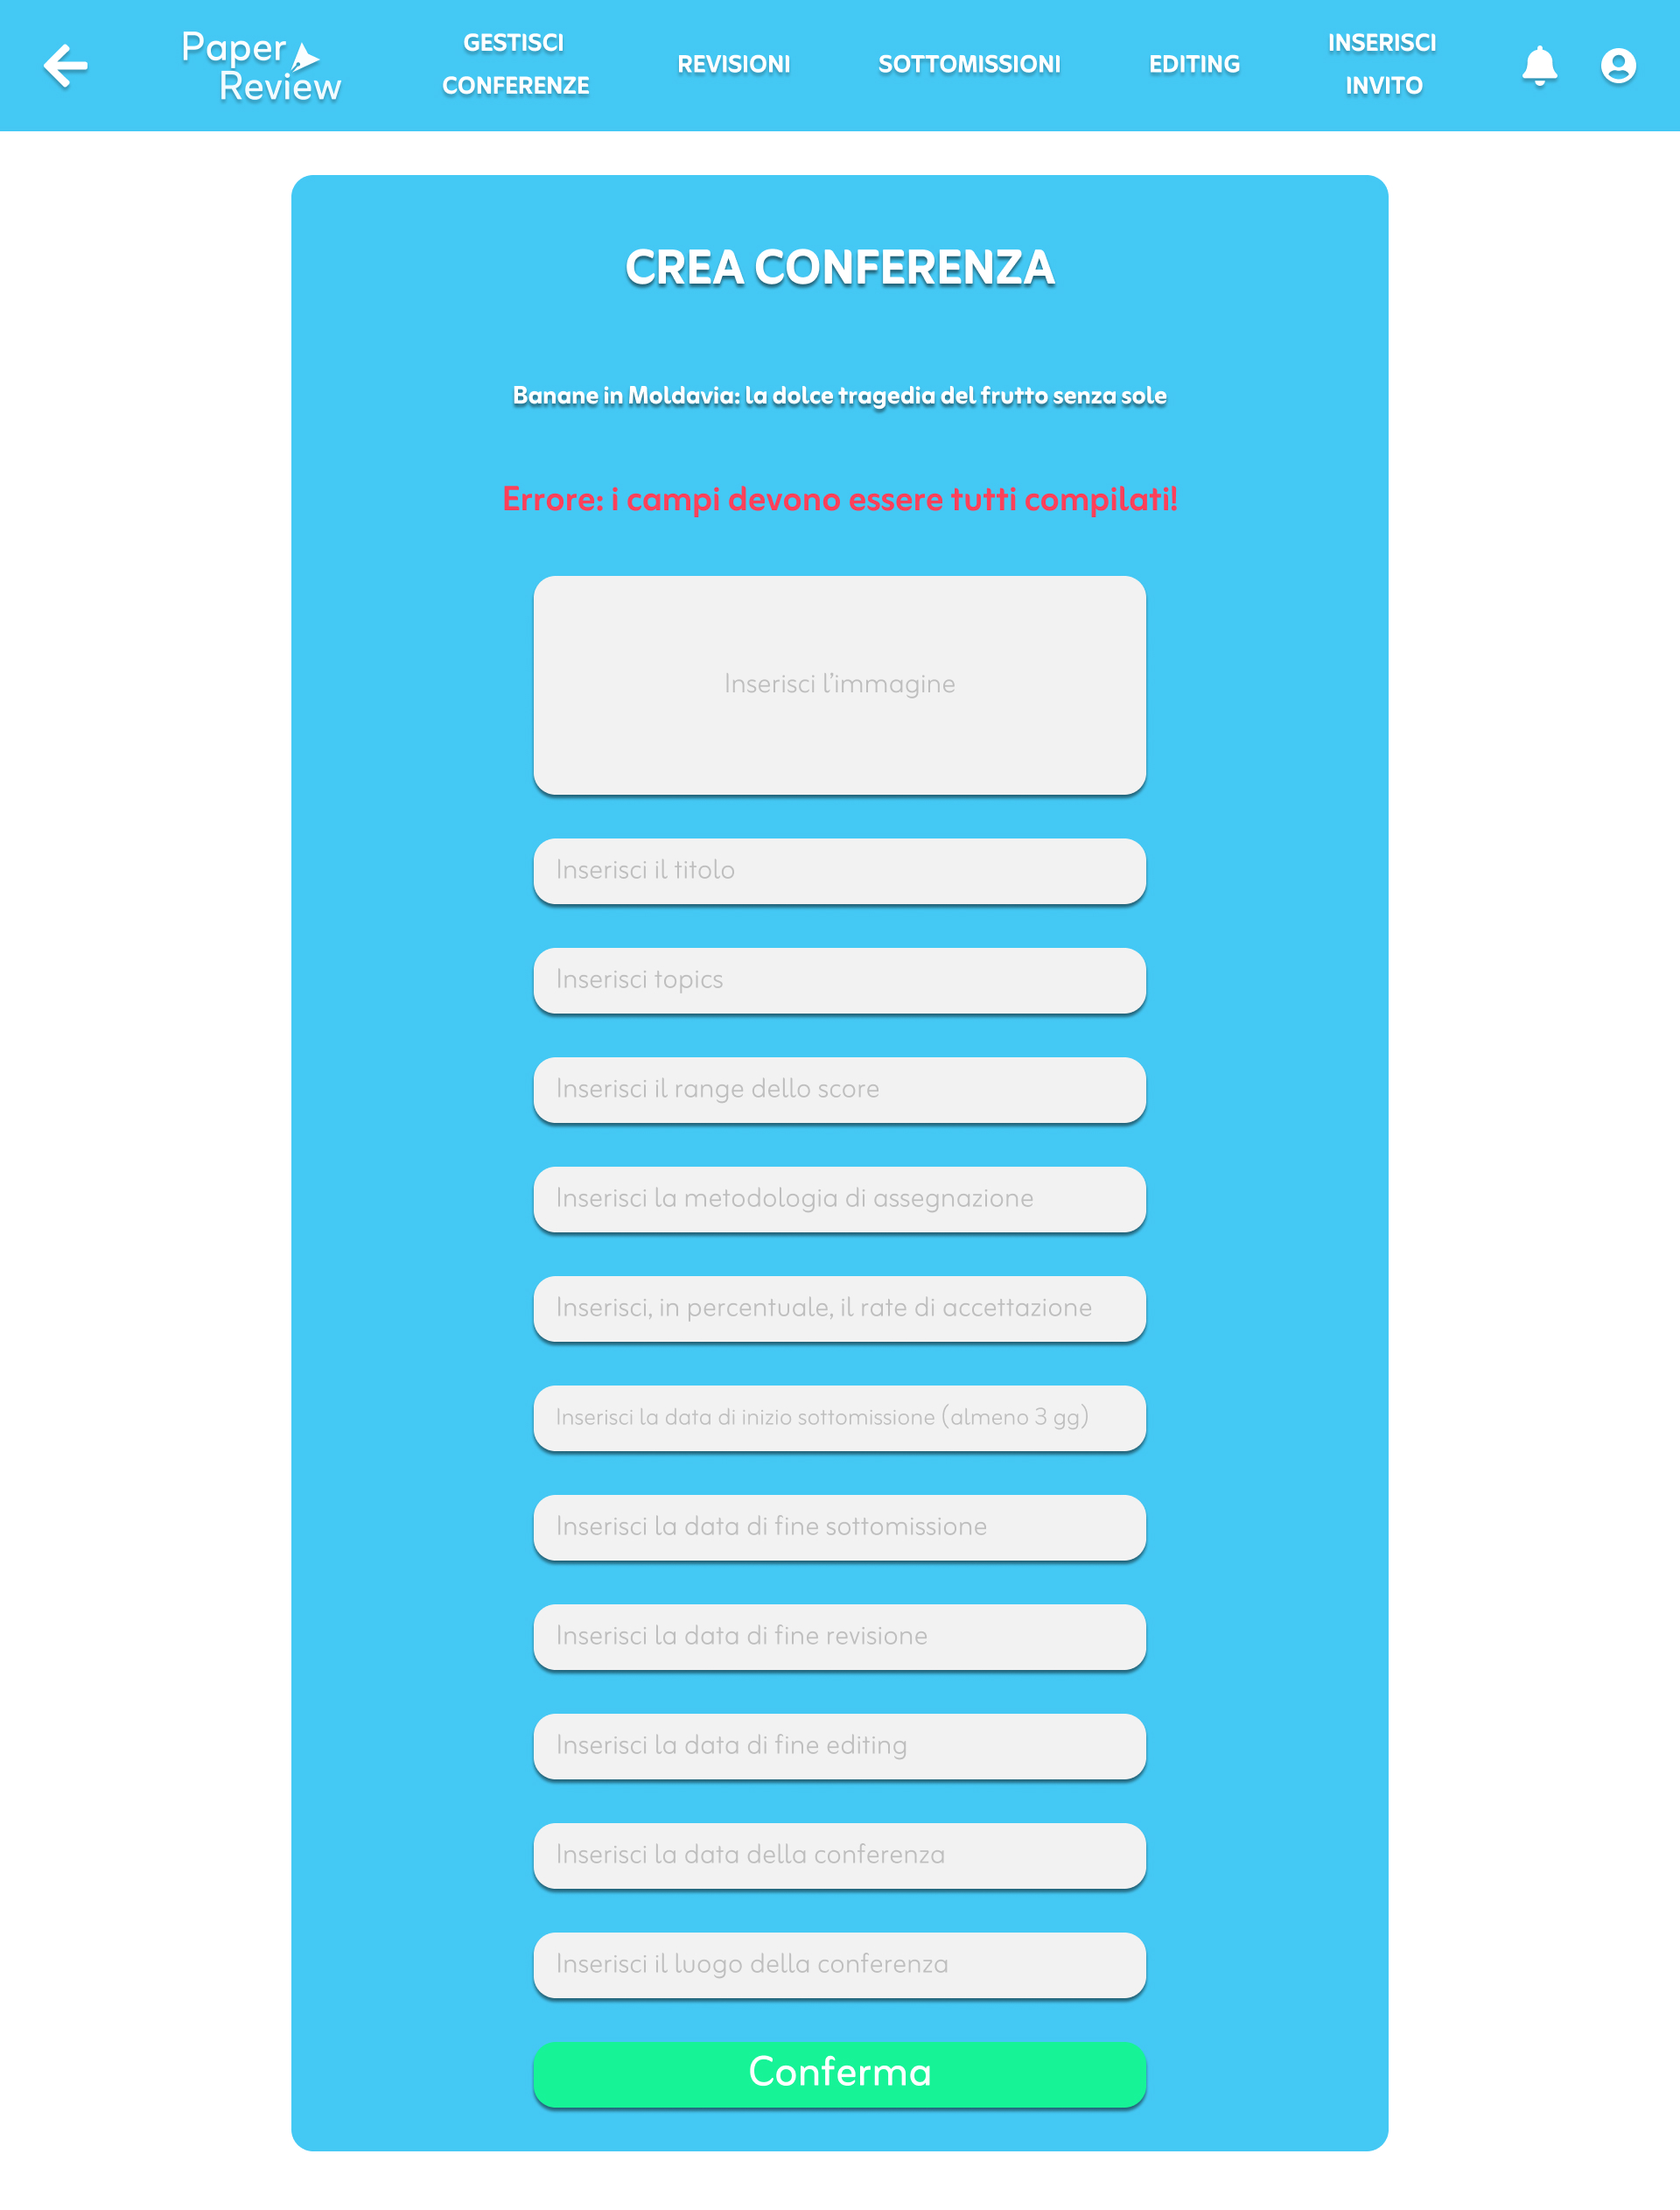 Paper
Review
GESTISCI
CONFERENZE
REVISIONI
SOTTOMISSIONI
EDITING
INSERISCI
INVITO
CREA CONFERENZA
Banane in Moldavia: la dolce tragedia del frutto senza sole
Errore: i campi devono essere tutti compilati!
Inserisci l’immagine
Inserisci il titolo
Inserisci topics
Inserisci il range dello score
Inserisci la metodologia di assegnazione
Inserisci, in percentuale, il rate di accettazione
Inserisci la data di inizio sottomissione (almeno 3 gg)
Inserisci la data di fine sottomissione
Inserisci la data di fine revisione
Inserisci la data di fine editing
Inserisci la data della conferenza
Inserisci il luogo della conferenza
Conferma